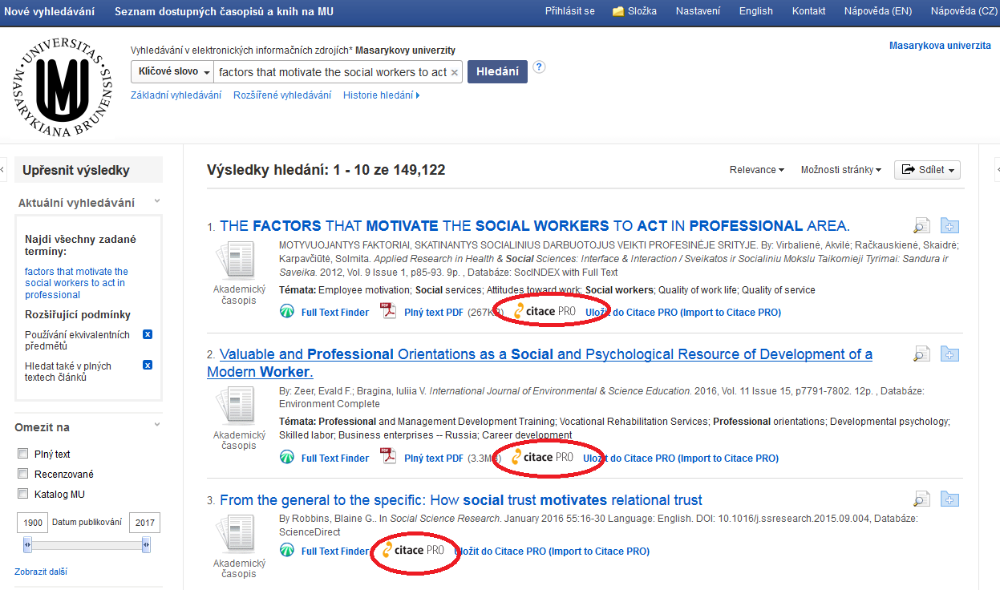 Nové vyhledávání Seznam dostupných časopisů a knih na MU Přihlásit se Složka Nastavení English Kontakt Nápověda (EN) Nápověda (CZ)
UNIVERSITAS MASARYKIANA BRUNENSIS
MU
Vyhledávání v elektronických informačních zdrojích* Masarykovy univerzity
Masarykova univerzita
Klíčové slovo factors that motivate the social workers to act × Hledání ?
Základní vyhledávání Rozšířené vyhledávání Historie hledání
Upřesnit výsledky
Aktuální vyhledávání
Najdi všechny zadané
termíny:
factors that motivate the
social workers to act in
professional
Rozšiřující podmínky
Používání ekvivalentních
předmětů
x
Hledat také v plných
textech článků
x
Omezit na
Plný text
Recenzované
Katalog MU
1900 Datum publikování 2017
Zobrazit další
Výsledky hledání: 1 - 10 ze 149,122
Relevance Možnosti stránky Sdílet
1. THE FACTORS THAT MOTIVATE THE SOCIAL WORKERS TO ACT IN PROFESSIONAL AREA.
MOTYVUOJANTYS FAKTORIAI, SKATINANTYS SOCIALINIUS DARBUOTOJUS VEIKTI PROFESINĖJE SRITYJE. By: Virbalienė, Akvilė; Račkauskienė, Skaidrė;
Karpavčiūtė, Solmita. Applied Research in Health & Social Sciences: Interface & Interaction / Sveikatos ir Socialiniu Mokslu Taikomieji Tyrimai: Sandura ir
Saveika. 2012, Vol. 9 Issue 1, p85-93. 9p. , Databáze: SocINDEX with Full Text
Akademický
časopis
Témata: Employee motivation; Social services; Attitudes toward work; Social workers; Quality of work life; Quality of service
Full Text Finder PDF Plný text PDF (267KB) citace PRO Uložit do Citace PRO (Import to Citace PRO)
2. Valuable and Professional Orientations as a Social and Psychological Resource of Development of a
Modern Worker.
By: Zeer, Evald F.; Bragina, Iuliia V. International Journal of Environmental & Science Education. 2016, Vol. 11 Issue 15, p7791-7802. 12p. , Databáze:
Environment Complete
Akademický
časopis
Témata: Professional and Management Development Training; Vocational Rehabilitation Services; Professional orientations; Developmental psychology;
Skilled labor; Business enterprises -- Russia; Career development
Full Text Finder PDF Plný text PDF (3.3MB) citace PRO Uložit do Citace PRO (Import to Citace PRO)
3. From the general to the specific: How social trust motivates relational trust
By Robbins, Blaine G.. In Social Science Research. January 2016 55:16-30 Language: English. DOI: 10.1016/j.ssresearch.2015.09.004, Databáze:
ScienceDirect
Akademický
časopis
Full Text Finder citace PRO Uložit do Citace PRO (Import to Citace PRO)